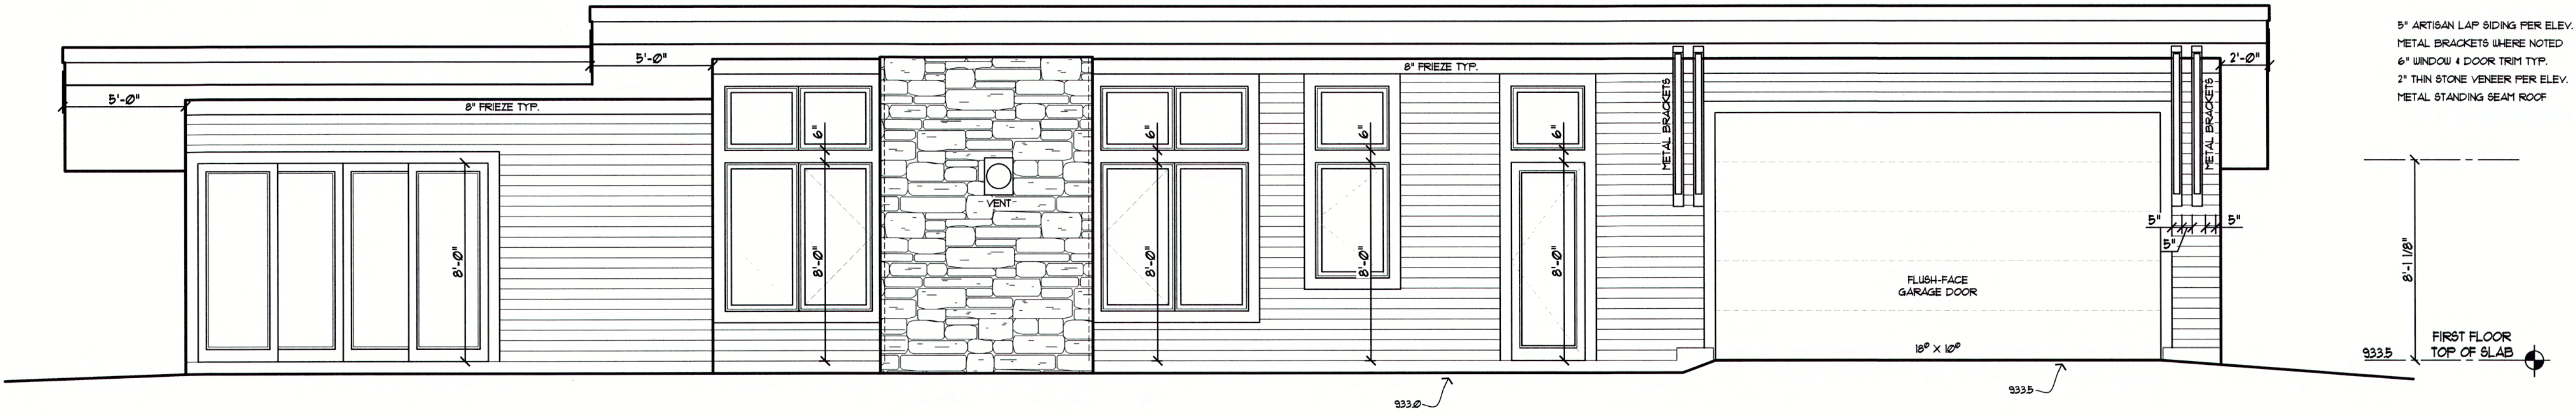 5" ARTISAN LAP SIDING PER ELEV.
METAL BRACKETS WHERE NOTED
6" WINDOW & DOOR TRIM TYP.
2" THIN STONE VENEER PER ELEV.
METAL STANDING SEAM ROOF
5'-0"
2'-0"
8" FRIEZE TYP.
5'-0"
8" FRIEZE TYP.
METAL BRACKETS
METAL BRACKETS
6"
6"
6"
6"
VENT
8'-0"
8'-0"
8'-0"
8'-0"
8'-0"
5"
5"
5"
8'-1 1/8"
FLUSH-FACE
GARAGE DOOR
18⁰ X 10⁰
FIRST FLOOR
TOP OF SLAB
933.5
933.0
933.5